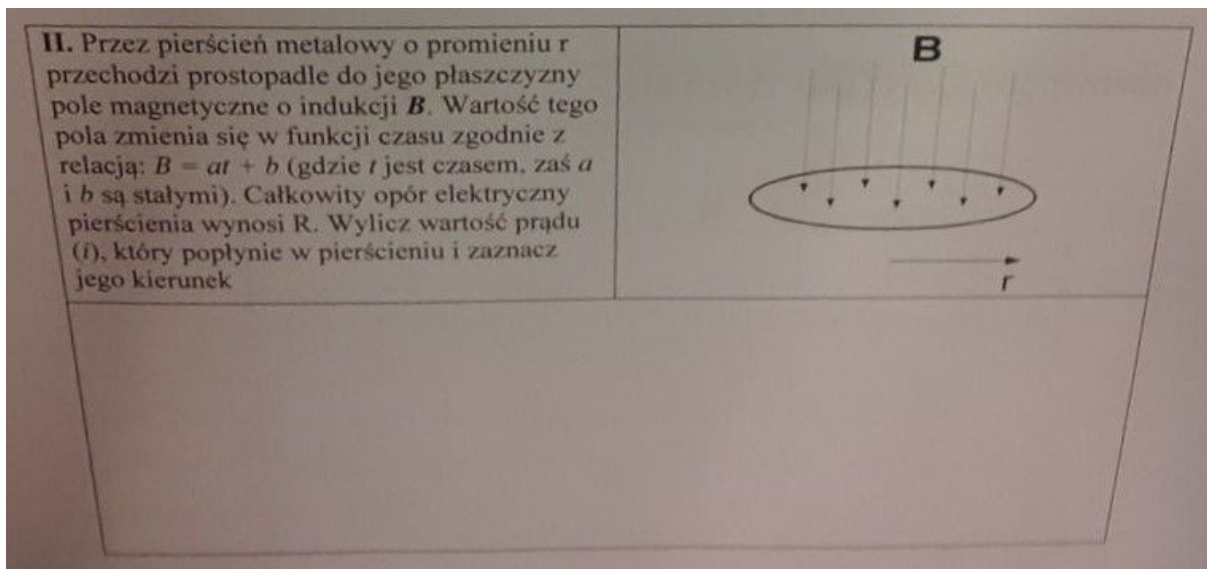 II. Przez pierścień metalowy o promieniu r
przechodzi prostopadle do jego płaszczyzny
pole magnetyczne o indukcji B. Wartość tego
pola zmienia się w funkcji czasu zgodnie z
relacją: B = at + b (gdzie t jest czasem, zaś a
i b są stałymi). Całkowity opór elektryczny
pierścienia wynosi R. Wylicz wartość prądu
(i), który popłynie w pierścieniu i zaznacz
jego kierunek
B
r